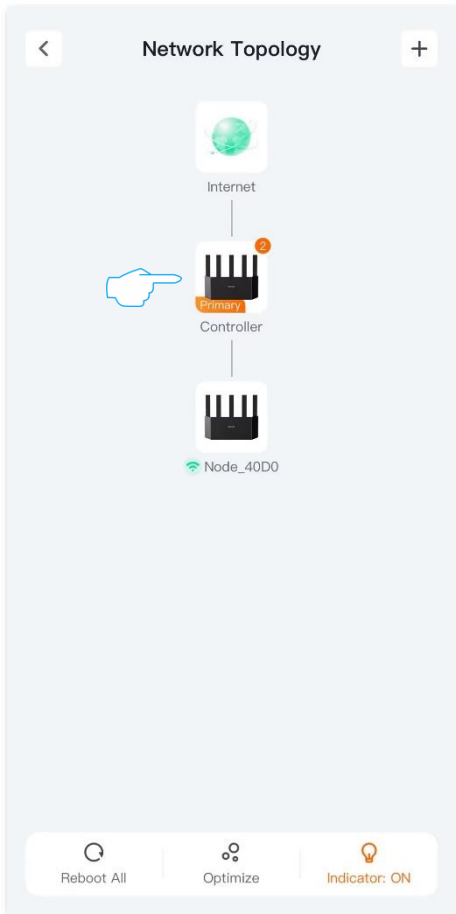 Network Topology
Internet
2
Primary
Controller
Node_40D0
Reboot All
Optimize
Indicator: ON